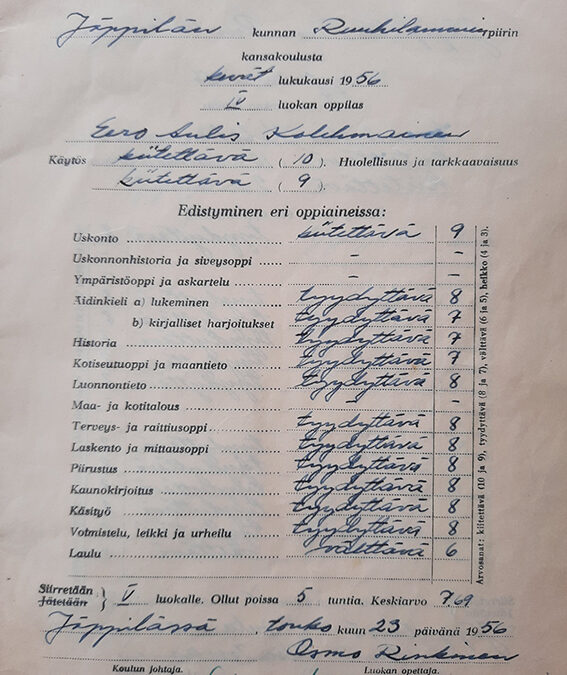 Jäppilän kunnan Ruuhilammin piirin
kansakoulusta
kevät lukukausi 1956
IV luokan oppilas
Eero Aulis Kolehmainen
Käytös kiitettävä (10). Huolellisuus ja tarkkaavaisuus
kiitettävä (9)
Edistyminen eri oppiaineissa:
Uskonto kiitettävä 9
Uskonnonhistoria ja siveysoppi – –
Ympäristöoppi ja askartelu – –
Äidinkieli a) lukeminen tyydyttävä 8
b) kirjalliset harjoitukset tyydyttävä 7
Historia tyydyttävä 7
Kotiseutuoppi ja maantieto tyydyttävä 7
Luonnontieto tyydyttävä 8
Maa- ja kotitalous – –
Terveys- ja raittiusoppi tyydyttävä 8
Laskento ja mittausoppi tyydyttävä 8
Piirustus tyydyttävä 8
Kaunokirjoitus tyydyttävä 8
Käsityö tyydyttävä 8
Voimistelu, leikki ja urheilu tyydyttävä 8
Laulu välttävä 6
Arvosanat: kiitettävä (10 ja 9), tyydyttävä (8 ja 7), välttävä (6 ja 5), heikko (4 ja 3).
Siirretään
Jätetään
V luokalle. Ollut poissa 5 tuntia. Keskiarvo 7,69
Jäppilässä, touko kuun 23 päivänä 1956
Osmo Rinkinen
Koulun johtaja. Luokan opettaja.